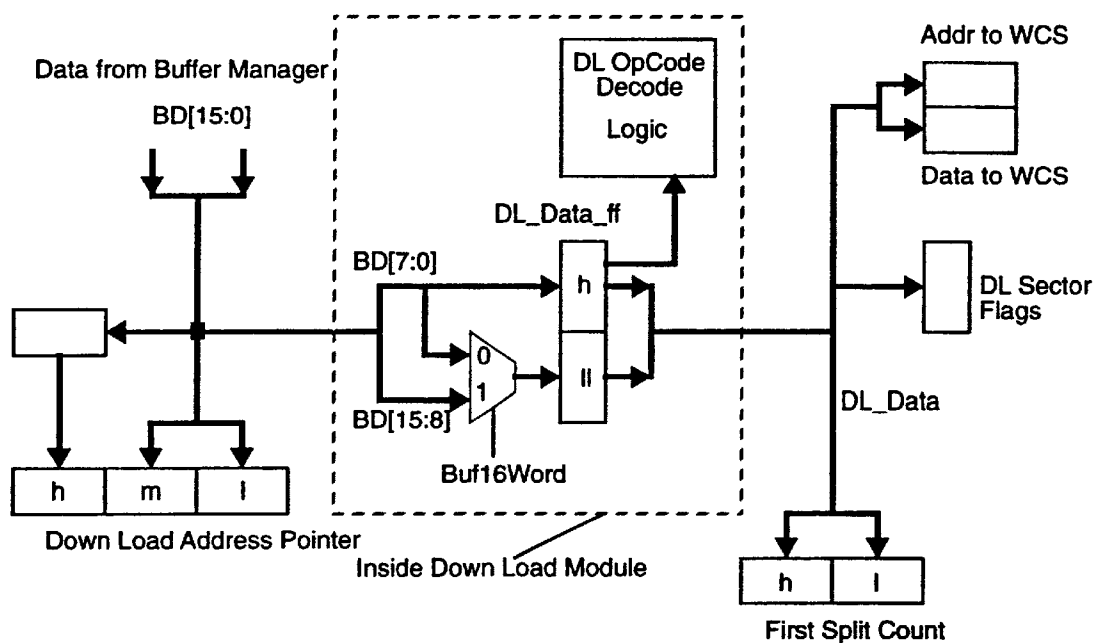 Data from Buffer Manager
BD[15:0]
DL OpCode
Decode
Logic
Addr to WCS
Data to WCS
DL_Data_ff
BD[7:0]
h
0
1
ll
BD[15:8]
Buf16Word
DL Sector
Flags
DL_Data
h m l
Down Load Address Pointer
Inside Down Load Module
h l
First Split Count